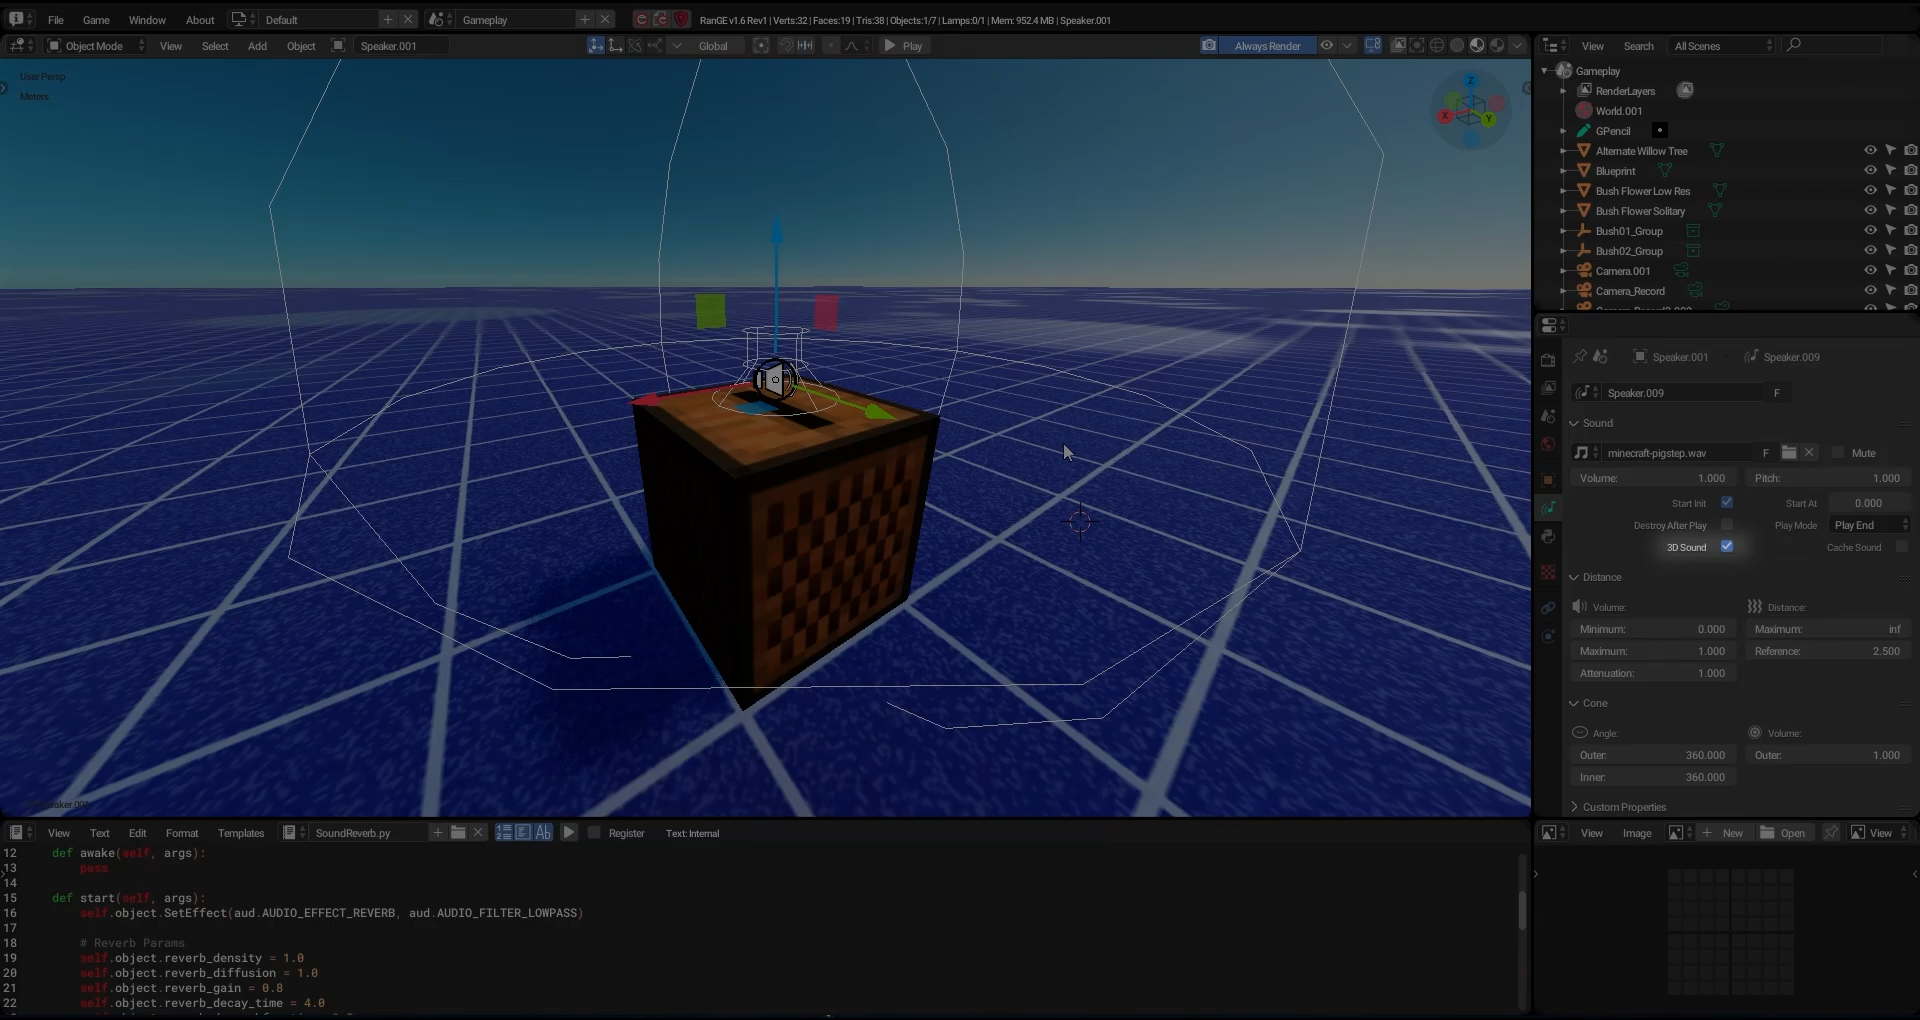 File Game Window About Default Gameplay RanGE v1.6 Rev1 | Verts:32 | Faces:19 | Tris:38 | Objects:1/7 | Lamps:0/1 | Mem: 952.4 MB | Speaker.001
Object Mode View Select Add Object Speaker.001 Global Play Always Render
User Persp
Meters
Z
X
Y
View Search All Scenes
Gameplay
RenderLayers
World.001
GPencil
Alternate Willow Tree
Blueprint
Bush Flower Low Res
Bush Flower Solitary
Bush01_Group
Bush02_Group
Camera.001
Camera_Record
Speaker.001 Speaker.009
Speaker.009 F
Sound
minecraft-pigstep.wav F Mute
Volume: 1.000 Pitch: 1.000
Start Init Start At 0.000
Destroy After Play Play Mode Play End
3D Sound Cache Sound
Distance
Volume: Distance:
Minimum: 0.000 Maximum: inf
Maximum: 1.000 Reference: 2.500
Attenuation: 1.000
Cone
Angle: Volume:
Outer: 360.000 Outer: 1.000
Inner: 360.000
Custom Properties
View Text Edit Format Templates SoundReverb.py Ab Register Text: Internal
View Image New Open View
12 def awake(self, args):
13 pass
14
15 def start(self, args):
16 self.object.SetEffect(aud.AUDIO_EFFECT_REVERB, aud.AUDIO_FILTER_LOWPASS)
17
18 # Reverb Params
19 self.object.reverb_density = 1.0
20 self.object.reverb_diffusion = 1.0
21 self.object.reverb_gain = 0.8
22 self.object.reverb_decay_time = 4.0